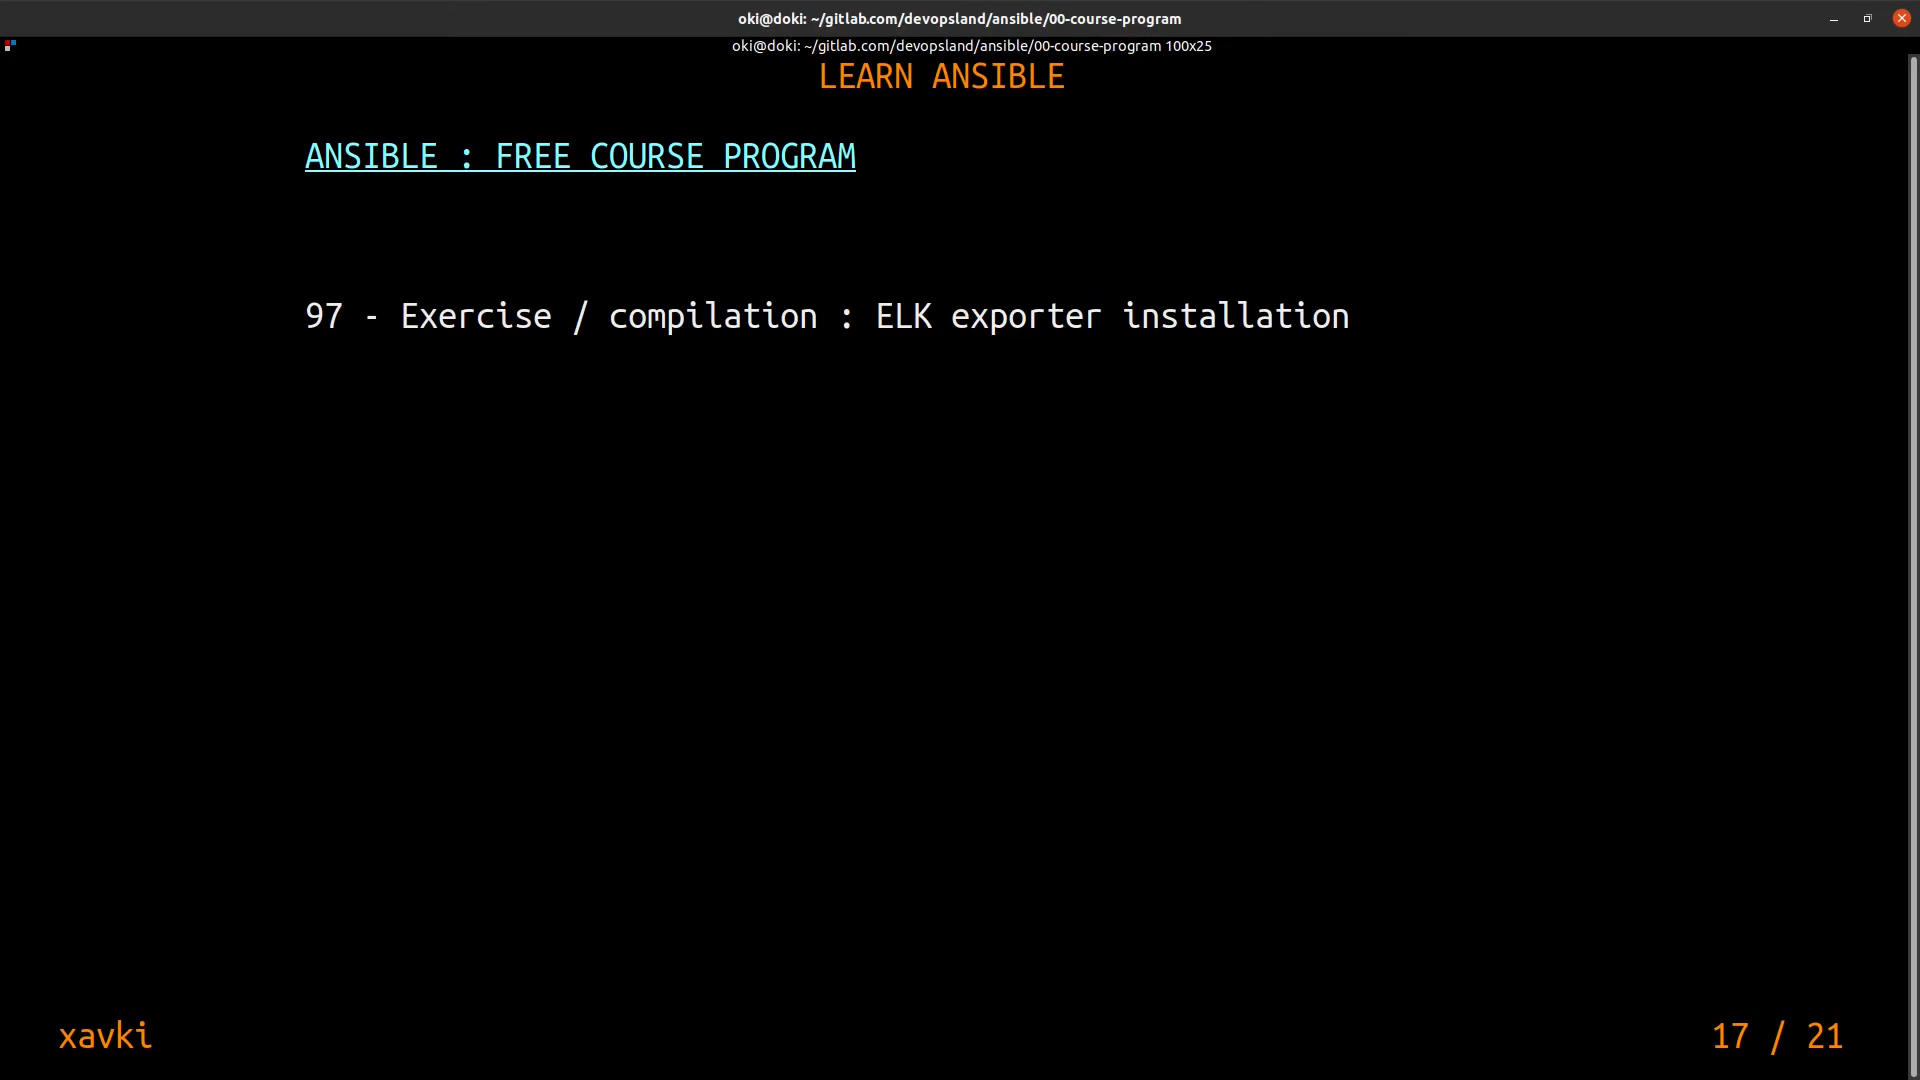 oki@doki: ~/gitlab.com/devopsland/ansible/00-course-program
oki@doki: ~/gitlab.com/devopsland/ansible/00-course-program 100x25
LEARN ANSIBLE
ANSIBLE : FREE COURSE PROGRAM
97 - Exercise / compilation : ELK exporter installation
xavki
17 / 21